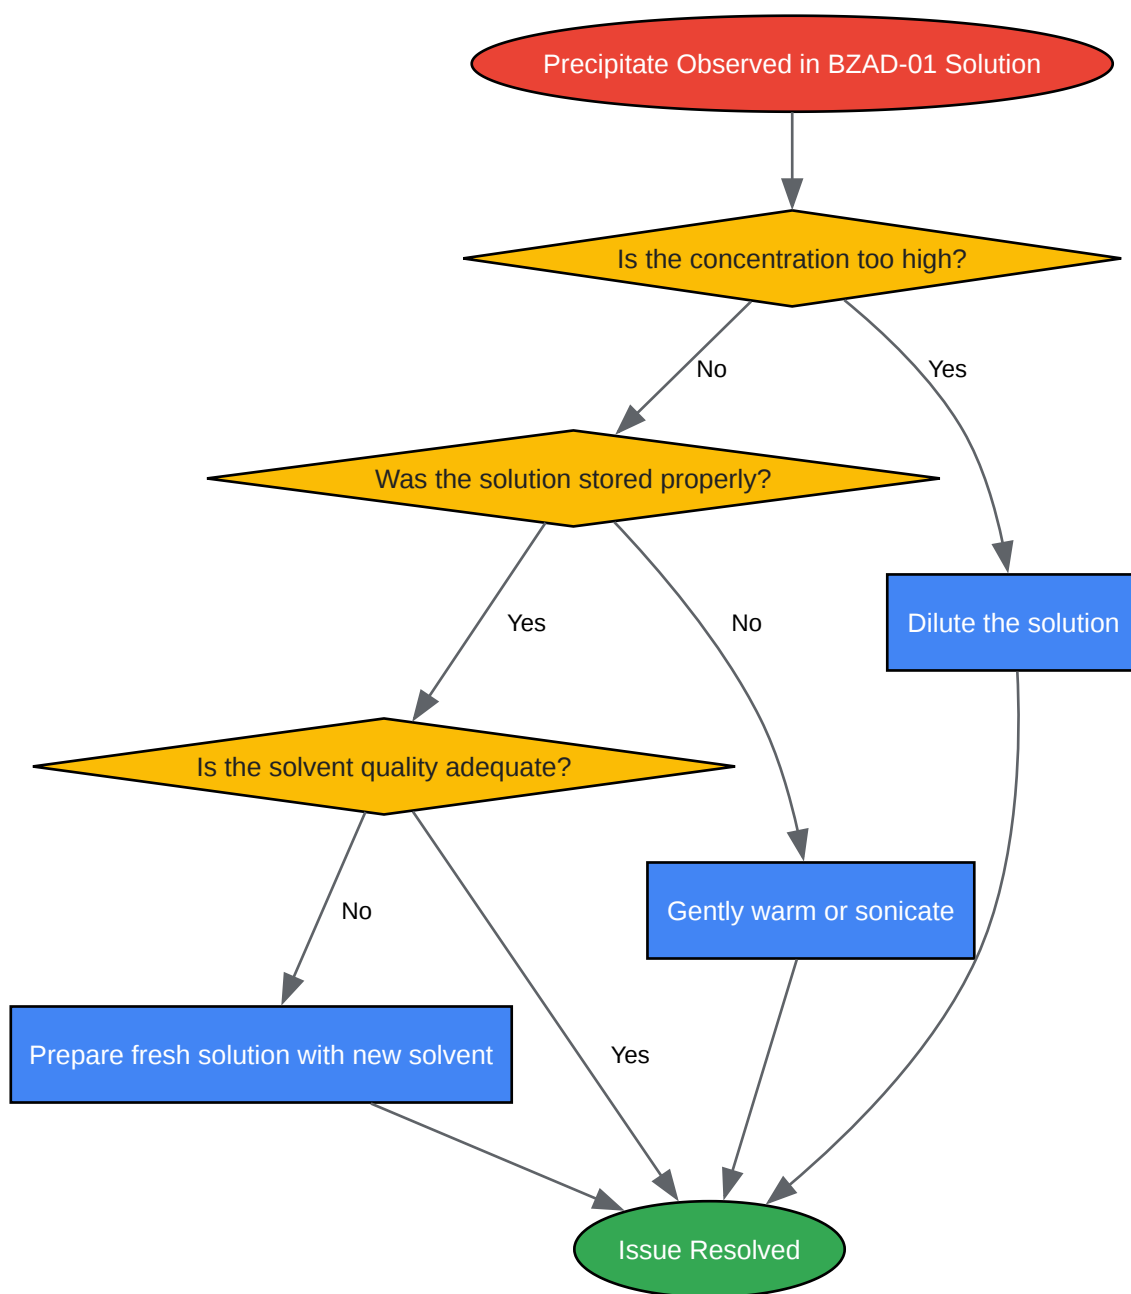 Precipitate Observed in BZAD-01 Solution
Is the concentration too high?
No
Yes
Was the solution stored properly?
Yes
No
Dilute the solution
Is the solvent quality adequate?
No
Gently warm or sonicate
Prepare fresh solution with new solvent
Yes
Issue Resolved